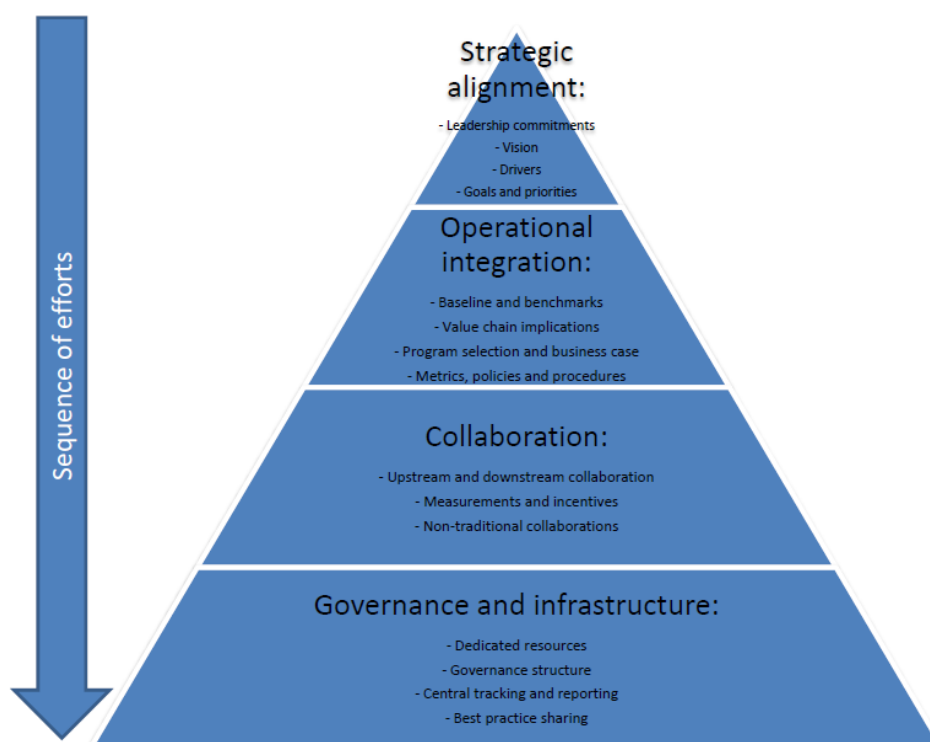 Sequence of efforts
Strategic
alignment:
- Leadership commitments
- Vision
- Drivers
- Goals and priorities
Operational
integration:
- Baseline and benchmarks
- Value chain implications
- Program selection and business case
- Metrics, policies and procedures
Collaboration:
- Upstream and downstream collaboration
- Measurements and incentives
- Non-traditional collaborations
Governance and infrastructure:
- Dedicated resources
- Governance structure
- Central tracking and reporting
- Best practice sharing